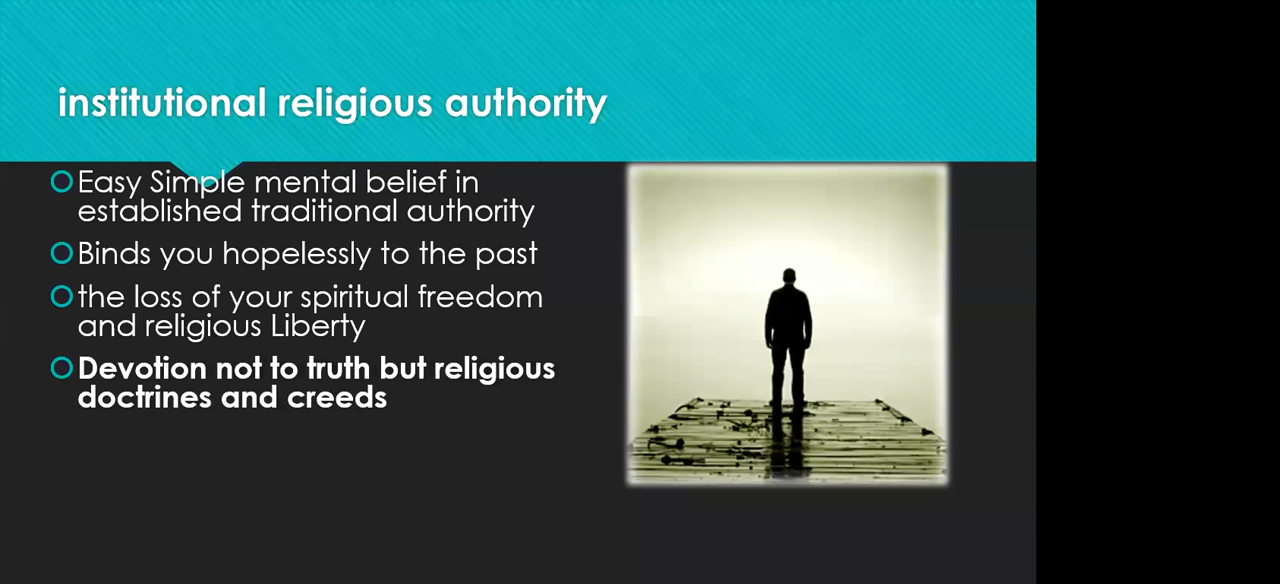 institutional religious authority
Easy Simple mental belief in
established traditional authority
Binds you hopelessly to the past
the loss of your spiritual freedom
and religious Liberty
Devotion not to truth but religious
doctrines and creeds